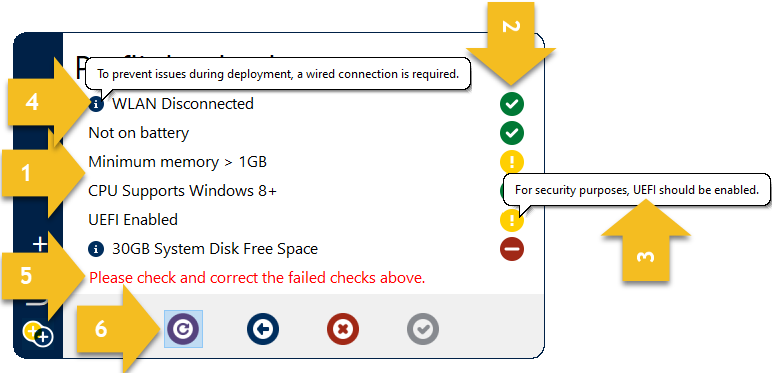 2
To prevent issues during deployment, a wired connection is required.
4
WLAN Disconnected
Not on battery
1
Minimum memory > 1GB
CPU Supports Windows 8+
For security purposes, UEFI should be enabled.
UEFI Enabled
3
30GB System Disk Free Space
5
Please check and correct the failed checks above.
6